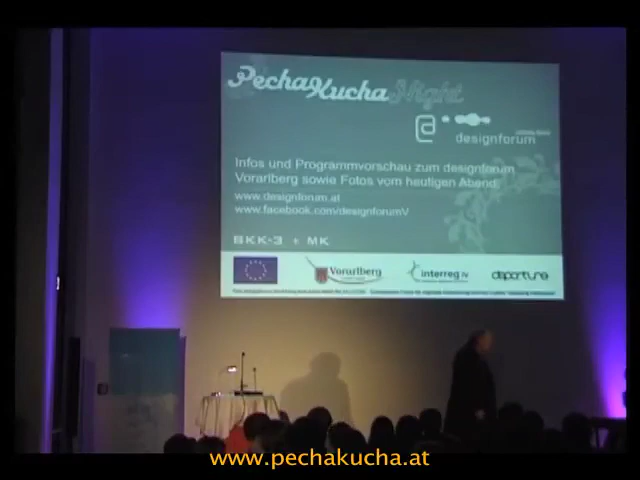 PechaKucha Night
@ designforum
Infos und Programmvorschau zum designforum
Vorarlberg sowie Fotos vom heutigen Abend:
www.designforum.at
www.facebook.com/designforumV
BKK-3 + MK
Vorarlberg interreg IV departure
www.pechakucha.at